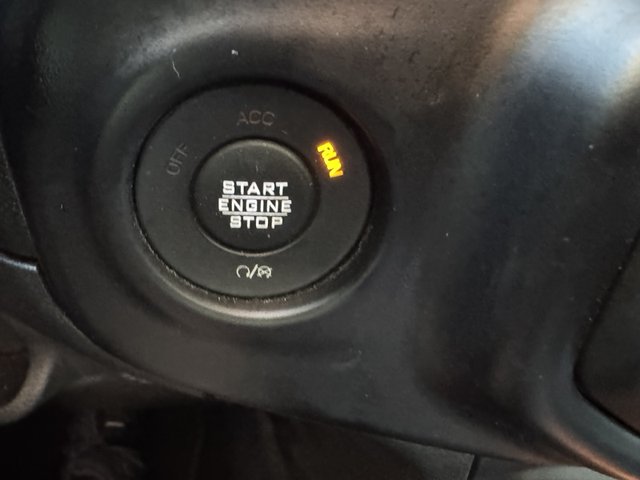 OFF
ACC
RUN
START
ENGINE
STOP